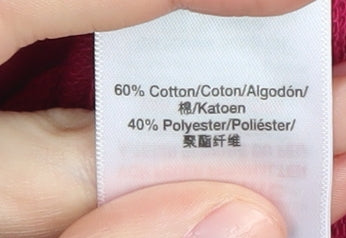 60% Cotton/Coton/Algodón/
棉/Katoen
40% Polyester/Poliéster/
聚酯纤维